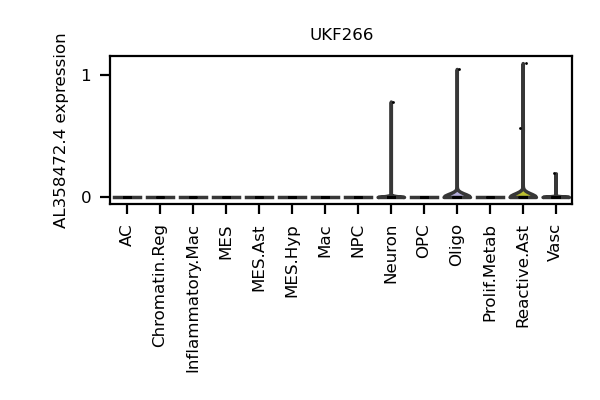 UKF266
AL358472.4 expression
1
0
AC
Chromatin.Reg
Inflammatory.Mac
MES
MES.Ast
MES.Hyp
Mac
NPC
Neuron
OPC
Oligo
Prolif.Metab
Reactive.Ast
Vasc